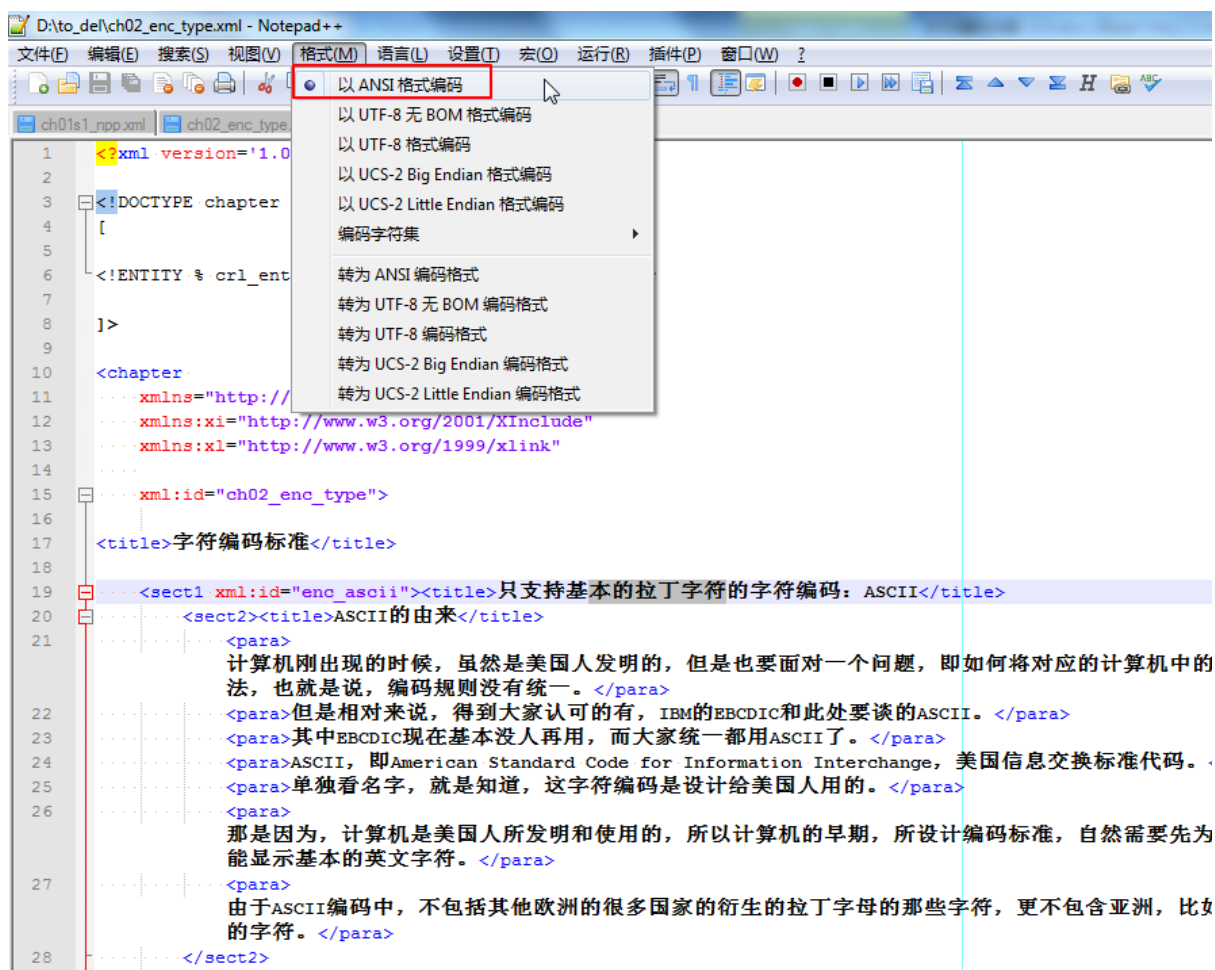 D:\to_del\ch02_enc_type.xml - Notepad++
文件(F) 编辑(E) 搜索(S) 视图(V) 格式(M) 语言(L) 设置(T) 宏(O) 运行(R) 插件(P) 窗口(W) ?
ch01s1_npp.xml ch02_enc_type.
以 ANSI 格式编码
以 UTF-8 无 BOM 格式编码
以 UTF-8 格式编码
以 UCS-2 Big Endian 格式编码
以 UCS-2 Little Endian 格式编码
编码字符集
转为 ANSI 编码格式
转为 UTF-8 无 BOM 编码格式
转为 UTF-8 编码格式
转为 UCS-2 Big Endian 编码格式
转为 UCS-2 Little Endian 编码格式
1 <?xml version='1.0
2
3 <!DOCTYPE chapter
4 [
5
6 <!ENTITY % crl_ent
7
8 ]>
9
10 <chapter
11 xmlns="http://
12 xmlns:xi="http://www.w3.org/2001/XInclude"
13 xmlns:xl="http://www.w3.org/1999/xlink"
14
15 xml:id="ch02_enc_type">
16
17 <title>字符编码标准</title>
18
19 <sect1 xml:id="enc_ascii"><title>只支持基本的拉丁字符的字符编码：ASCII</title>
20 <sect2><title>ASCII的由来</title>
21 <para>
计算机刚出现的时候，虽然是美国人发明的，但是也要面对一个问题，即如何将对应的计算机中的
法，也就是说，编码规则没有统一。</para>
22 <para>但是相对来说，得到大家认可的有，IBM的EBCDIC和此处要谈的ASCII。</para>
23 <para>其中EBCDIC现在基本没人再用，而大家统一都用ASCII了。</para>
24 <para>ASCII，即American Standard Code for Information Interchange，美国信息交换标准代码。<
25 <para>单独看名字，就是知道，这字符编码是设计给美国人用的。</para>
26 <para>
那是因为，计算机是美国人所发明和使用的，所以计算机的早期，所设计编码标准，自然需要先为
能显示基本的英文字符。</para>
27 <para>
由于ASCII编码中，不包括其他欧洲的很多国家的衍生的拉丁字母的那些字符，更不包含亚洲，比如
的字符。</para>
28 </sect2>